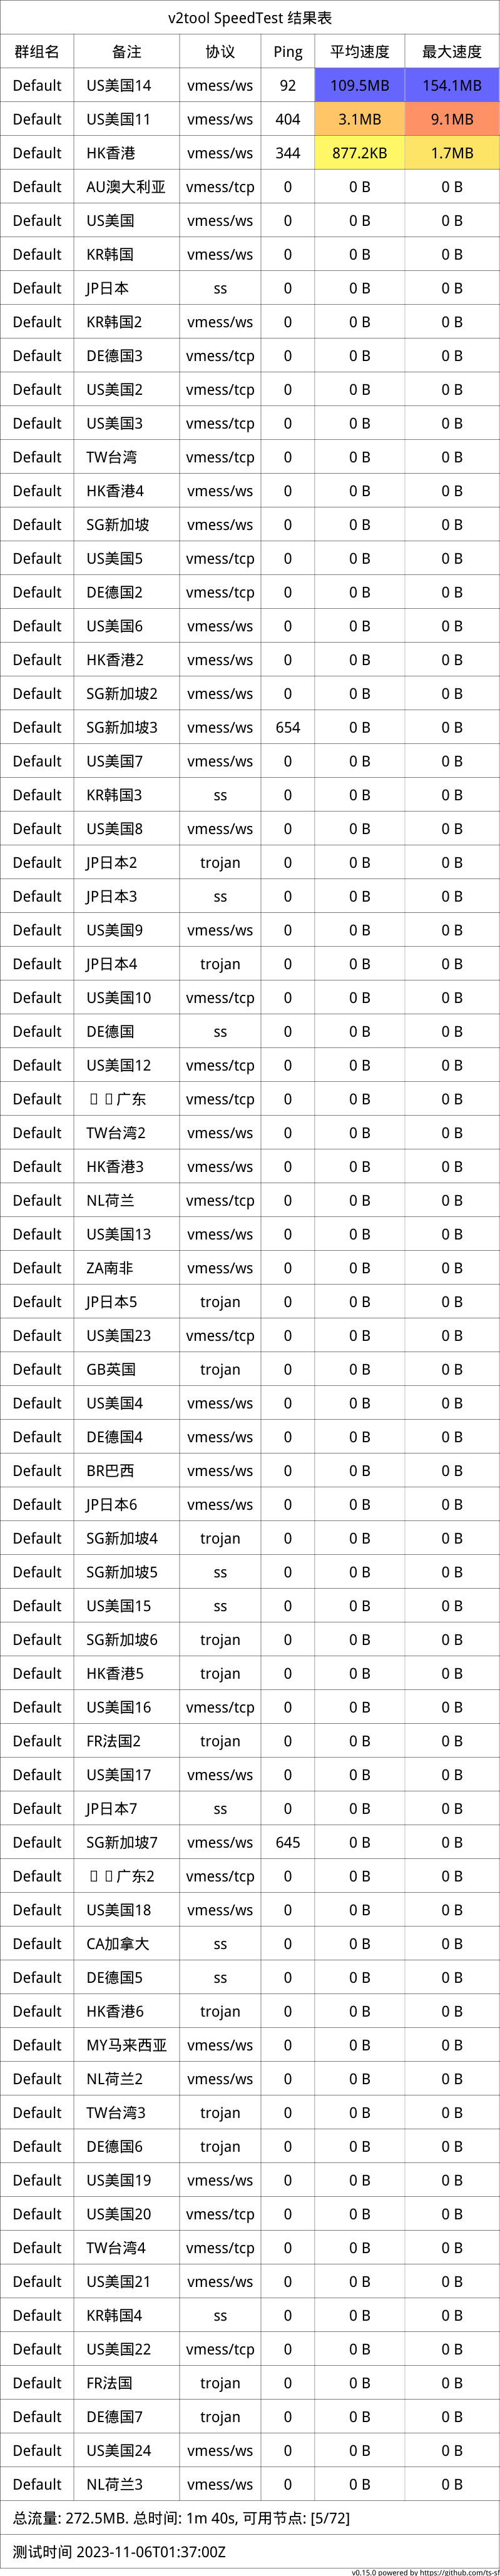 v2tool SpeedTest 结果表
群组名 备注 协议 Ping 平均速度 最大速度
Default US美国14 vmess/ws 92 109.5MB 154.1MB
Default US美国11 vmess/ws 404 3.1MB 9.1MB
Default HK香港 vmess/ws 344 877.2KB 1.7MB
Default AU澳大利亚 vmess/tcp 0 0 B 0 B
Default US美国 vmess/ws 0 0 B 0 B
Default KR韩国 vmess/ws 0 0 B 0 B
Default JP日本 ss 0 0 B 0 B
Default KR韩国2 vmess/ws 0 0 B 0 B
Default DE德国3 vmess/tcp 0 0 B 0 B
Default US美国2 vmess/tcp 0 0 B 0 B
Default US美国3 vmess/tcp 0 0 B 0 B
Default TW台湾 vmess/tcp 0 0 B 0 B
Default HK香港4 vmess/ws 0 0 B 0 B
Default SG新加坡 vmess/ws 0 0 B 0 B
Default US美国5 vmess/tcp 0 0 B 0 B
Default DE德国2 vmess/tcp 0 0 B 0 B
Default US美国6 vmess/ws 0 0 B 0 B
Default HK香港2 vmess/ws 0 0 B 0 B
Default SG新加坡2 vmess/ws 0 0 B 0 B
Default SG新加坡3 vmess/ws 654 0 B 0 B
Default US美国7 vmess/ws 0 0 B 0 B
Default KR韩国3 ss 0 0 B 0 B
Default US美国8 vmess/ws 0 0 B 0 B
Default JP日本2 trojan 0 0 B 0 B
Default JP日本3 ss 0 0 B 0 B
Default US美国9 vmess/ws 0 0 B 0 B
Default JP日本4 trojan 0 0 B 0 B
Default US美国10 vmess/tcp 0 0 B 0 B
Default DE德国 ss 0 0 B 0 B
Default US美国12 vmess/tcp 0 0 B 0 B
Default 广东 vmess/tcp 0 0 B 0 B
Default TW台湾2 vmess/ws 0 0 B 0 B
Default HK香港3 vmess/ws 0 0 B 0 B
Default NL荷兰 vmess/tcp 0 0 B 0 B
Default US美国13 vmess/ws 0 0 B 0 B
Default ZA南非 vmess/ws 0 0 B 0 B
Default JP日本5 trojan 0 0 B 0 B
Default US美国23 vmess/tcp 0 0 B 0 B
Default GB英国 trojan 0 0 B 0 B
Default US美国4 vmess/ws 0 0 B 0 B
Default DE德国4 vmess/ws 0 0 B 0 B
Default BR巴西 vmess/ws 0 0 B 0 B
Default JP日本6 vmess/ws 0 0 B 0 B
Default SG新加坡4 trojan 0 0 B 0 B
Default SG新加坡5 ss 0 0 B 0 B
Default US美国15 ss 0 0 B 0 B
Default SG新加坡6 trojan 0 0 B 0 B
Default HK香港5 trojan 0 0 B 0 B
Default US美国16 vmess/tcp 0 0 B 0 B
Default FR法国2 trojan 0 0 B 0 B
Default US美国17 vmess/ws 0 0 B 0 B
Default JP日本7 ss 0 0 B 0 B
Default SG新加坡7 vmess/ws 645 0 B 0 B
Default 广东2 vmess/tcp 0 0 B 0 B
Default US美国18 vmess/ws 0 0 B 0 B
Default CA加拿大 ss 0 0 B 0 B
Default DE德国5 ss 0 0 B 0 B
Default HK香港6 trojan 0 0 B 0 B
Default MY马来西亚 vmess/ws 0 0 B 0 B
Default NL荷兰2 vmess/ws 0 0 B 0 B
Default TW台湾3 trojan 0 0 B 0 B
Default DE德国6 trojan 0 0 B 0 B
Default US美国19 vmess/ws 0 0 B 0 B
Default US美国20 vmess/tcp 0 0 B 0 B
Default TW台湾4 vmess/tcp 0 0 B 0 B
Default US美国21 vmess/ws 0 0 B 0 B
Default KR韩国4 ss 0 0 B 0 B
Default US美国22 vmess/tcp 0 0 B 0 B
Default FR法国 trojan 0 0 B 0 B
Default DE德国7 trojan 0 0 B 0 B
Default US美国24 vmess/ws 0 0 B 0 B
Default NL荷兰3 vmess/ws 0 0 B 0 B
总流量: 272.5MB. 总时间: 1m 40s, 可用节点: [5/72]
测试时间 2023-11-06T01:37:00Z
v0.15.0 powered by https://github.com/ts-sf